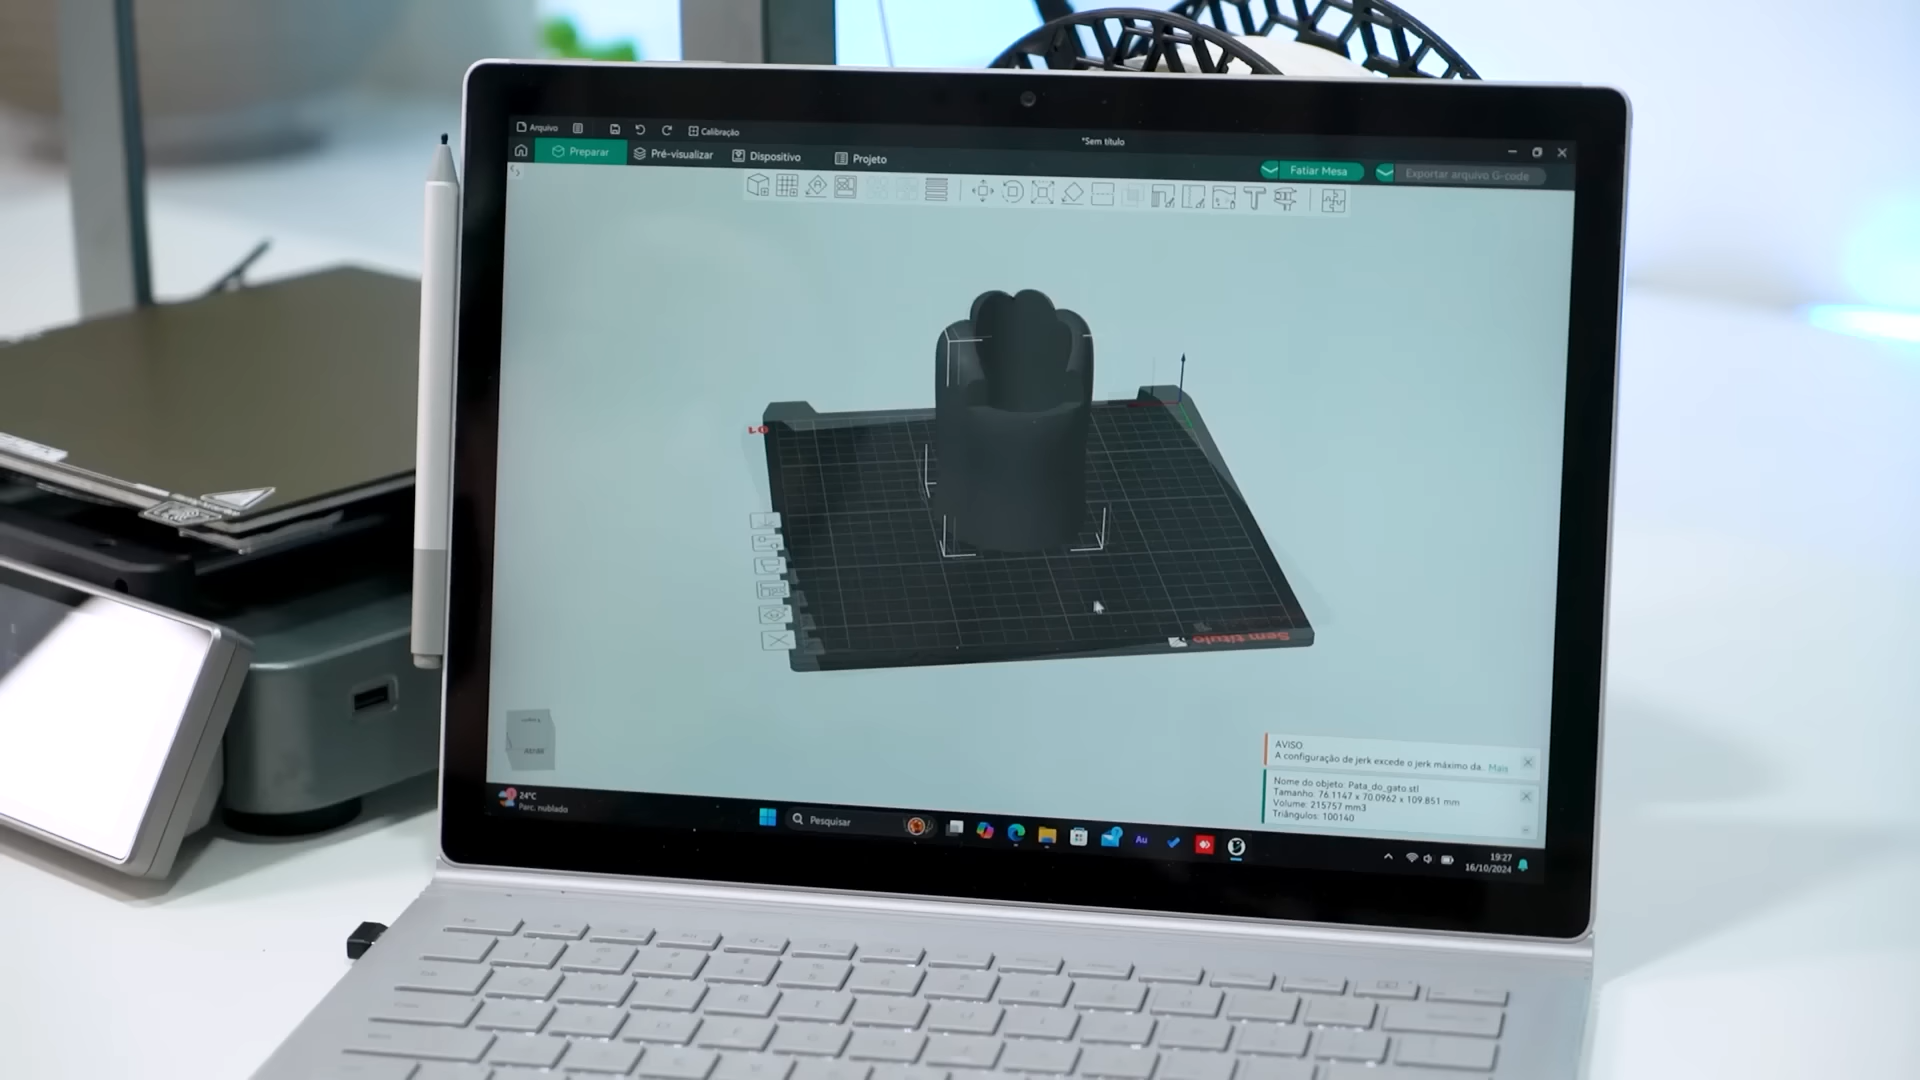 Arquivo
Calibração
*Sem título
Preparar
Pré-visualizar
Dispositivo
Projeto
Fatiar Mesa
Exportar arquivo G-code
01
Sem título
AVISO:
A configuração de jerk excede o jerk máximo da.. Mais
Nome do objeto: Pata_do_gato.stl
Tamanho: 76.1147 x 70.0962 x 109.851 mm
Volume: 215757 mm3
Triângulos: 100140
24°C
Parc. nublado
Pesquisar
Au
19:27
16/10/2024